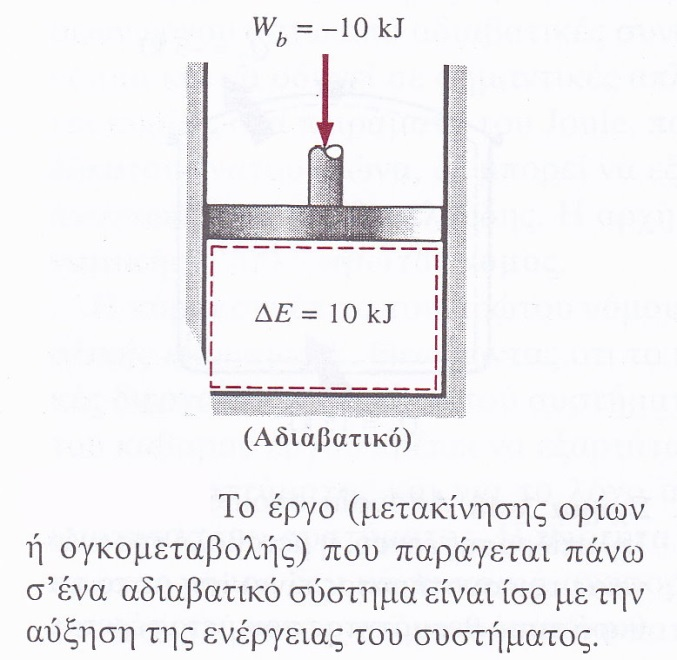 W_b = −10 kJ
ΔE = 10 kJ
(Αδιαβατικό)
Το έργο (μετακίνησης ορίων
ή ογκομεταβολής) που παράγεται πάνω
σ’ένα αδιαβατικό σύστημα είναι ίσο με την
αύξηση της ενέργειας του συστήματος.